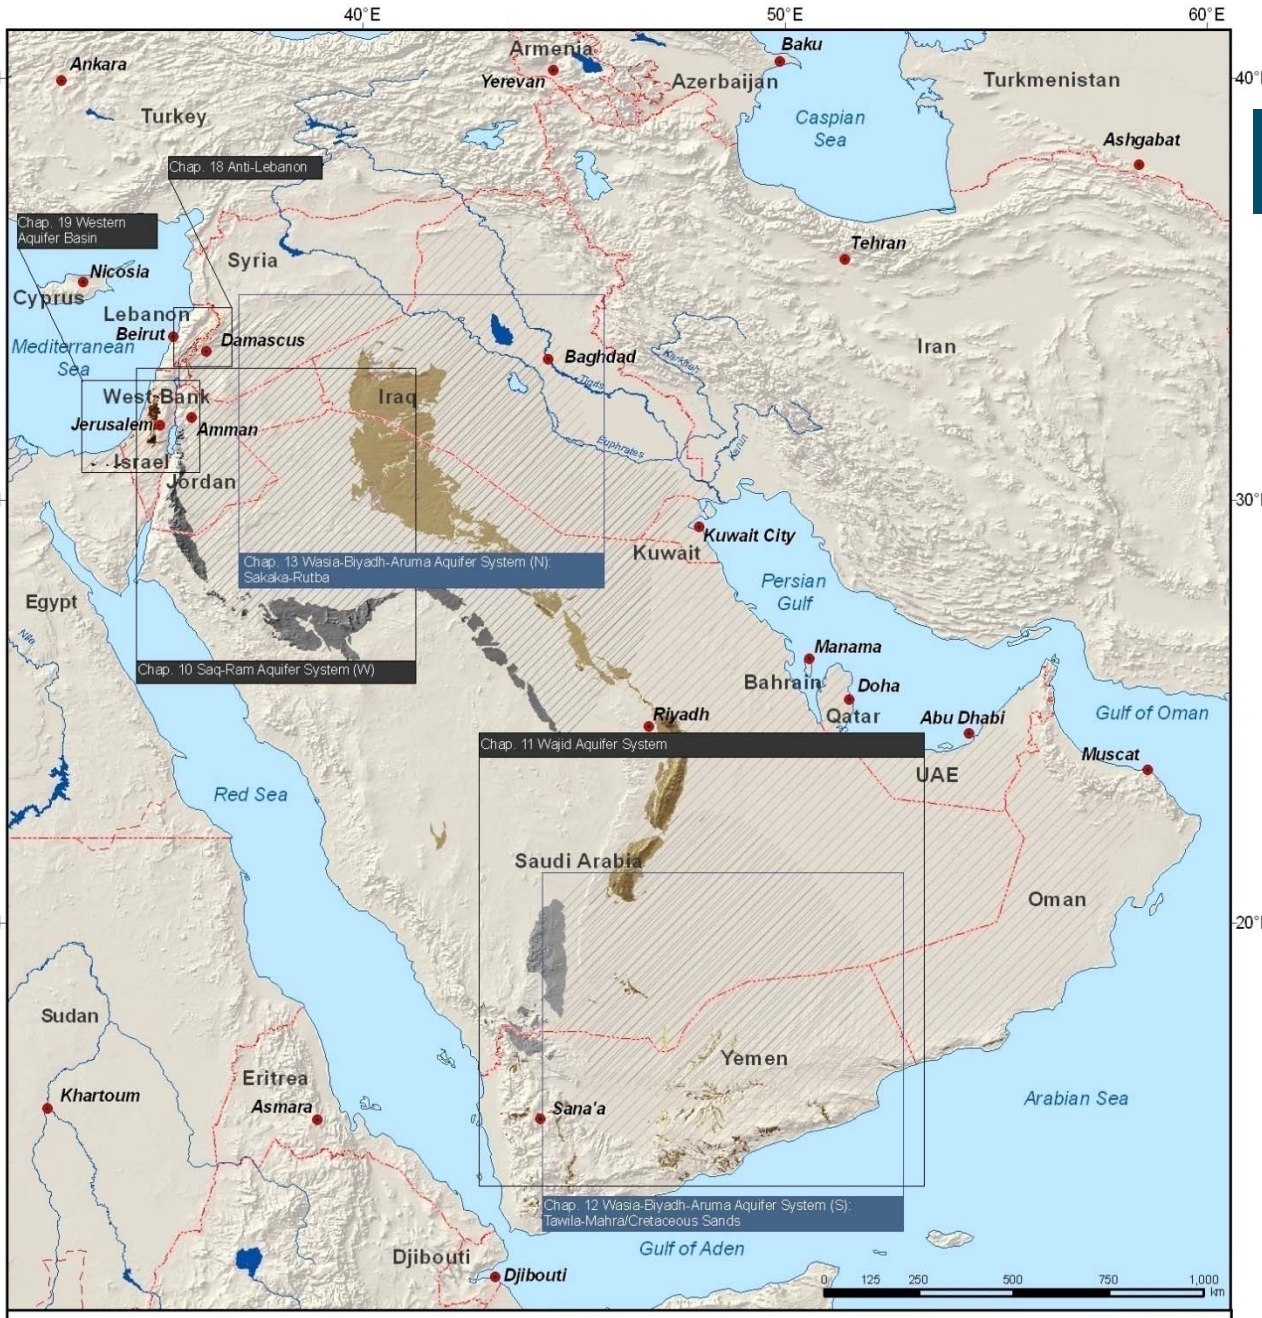 40°E
50°E
60°E
Armenia
Baku
Ankara
Yerevan
Azerbaijan
Turkmenistan
40°
Turkey
Caspian
Sea
Ashgabat
Chap. 18 Anti-Lebanon
Chap. 19 Western
Aquifer Basin
Syria
Tehran
Nicosia
Cyprus
Lebanon
Beirut
Damascus
Mediterranean
Sea
Baghdad
Karkheh
Iran
Tigris
West Bank
Iraq
Jerusalem
Amman
Euphrates
Karun
Israel
Jordan
30°
Kuwait City
Kuwait
Chap. 13 Wasia-Biyadh-Aruma Aquifer System (N):
Sakaka-Rutba
Persian
Gulf
Egypt
Nile
Manama
Chap. 10 Saq-Ram Aquifer System (W)
Bahrain
Doha
Riyadh
Qatar
Abu Dhabi
Gulf of Oman
Chap. 11 Wajid Aquifer System
Muscat
UAE
Red Sea
Saudi Arabia
Oman
20°
Sudan
Yemen
Eritrea
Khartoum
Asmara
Sana'a
Arabian Sea
Chap. 12 Wasia-Biyadh-Aruma Aquifer System (S):
Tawila-Mahra/Cretaceous Sands
Gulf of Aden
Djibouti
Djibouti
0 125 250 500 750 1,000
km